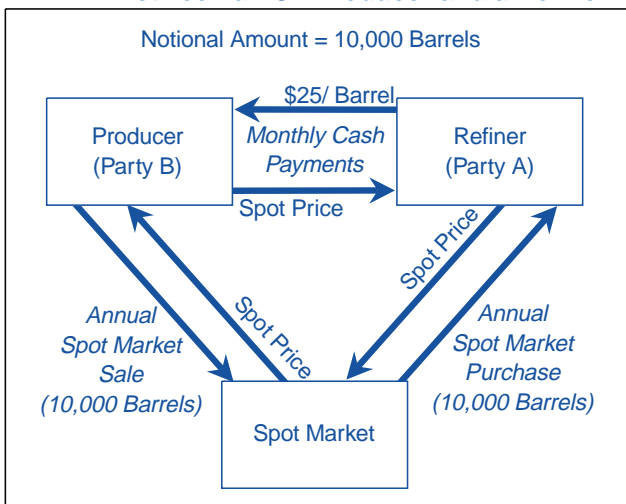 Notional Amount = 10,000 Barrels
$25/ Barrel
Producer
(Party B)
Monthly Cash
Payments
Refiner
(Party A)
Spot Price
Spot Price
Spot Price
Annual
Spot Market
Sale
(10,000 Barrels)
Annual
Spot Market
Purchase
(10,000 Barrels)
Spot Market